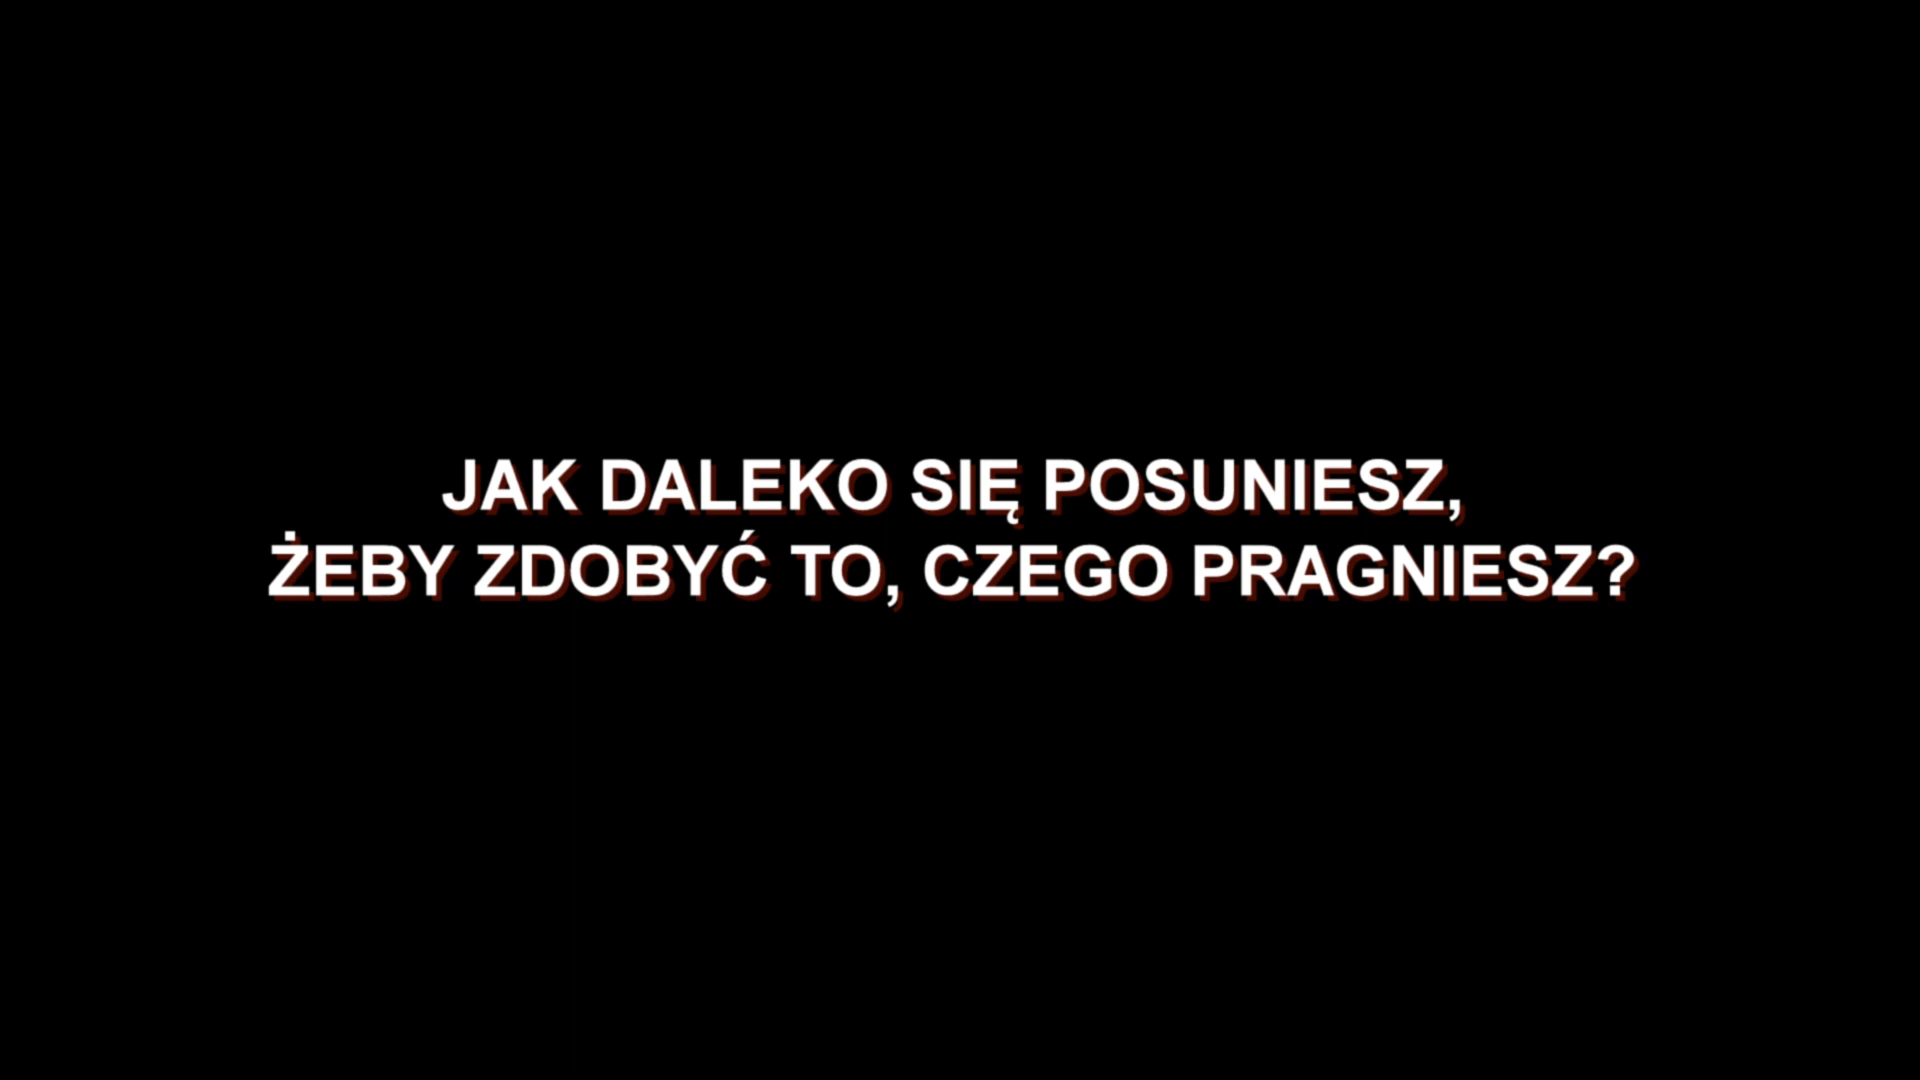 JAK DALEKO SIĘ POSUNIESZ,
ŻEBY ZDOBYĆ TO, CZEGO PRAGNIESZ?